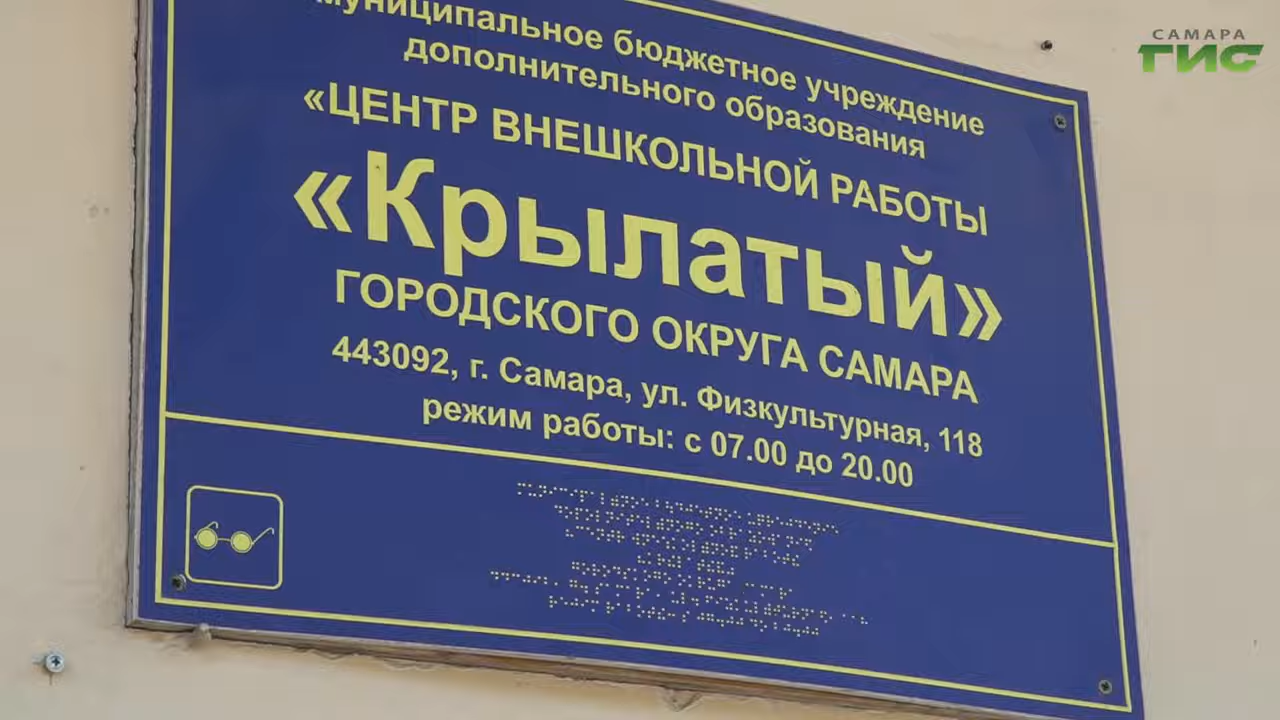 муниципальное бюджетное учреждение
дополнительного образования
«ЦЕНТР ВНЕШКОЛЬНОЙ РАБОТЫ
«Крылатый»
ГОРОДСКОГО ОКРУГА САМАРА
443092, г. Самара, ул. Физкультурная, 118
режим работы: с 07.00 до 20.00
САМАРА
ГИС